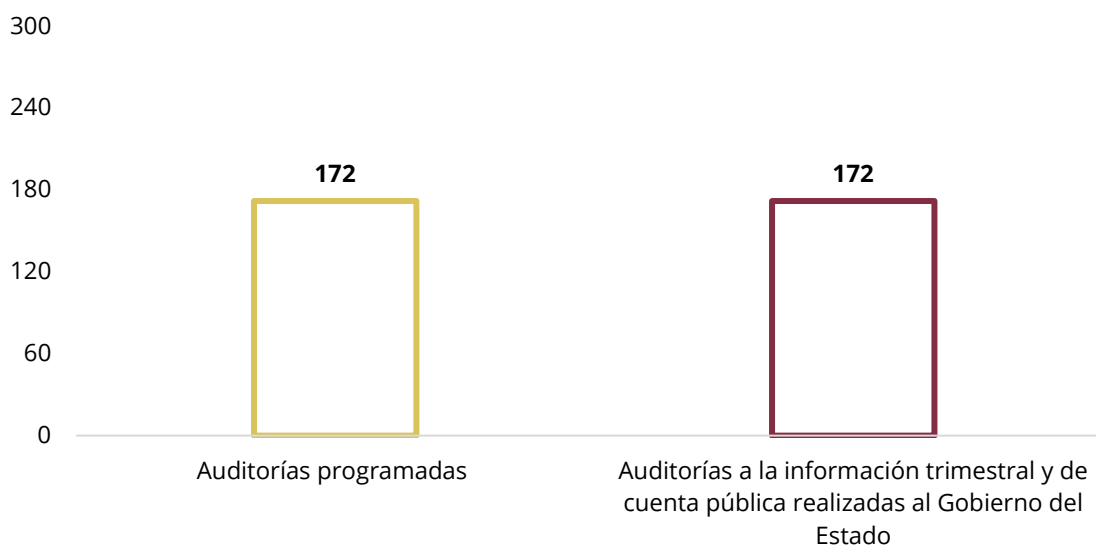 300
240
180
120
60
0
172
172
Auditorías programadas
Auditorías a la información trimestral y de
cuenta pública realizadas al Gobierno del
Estado